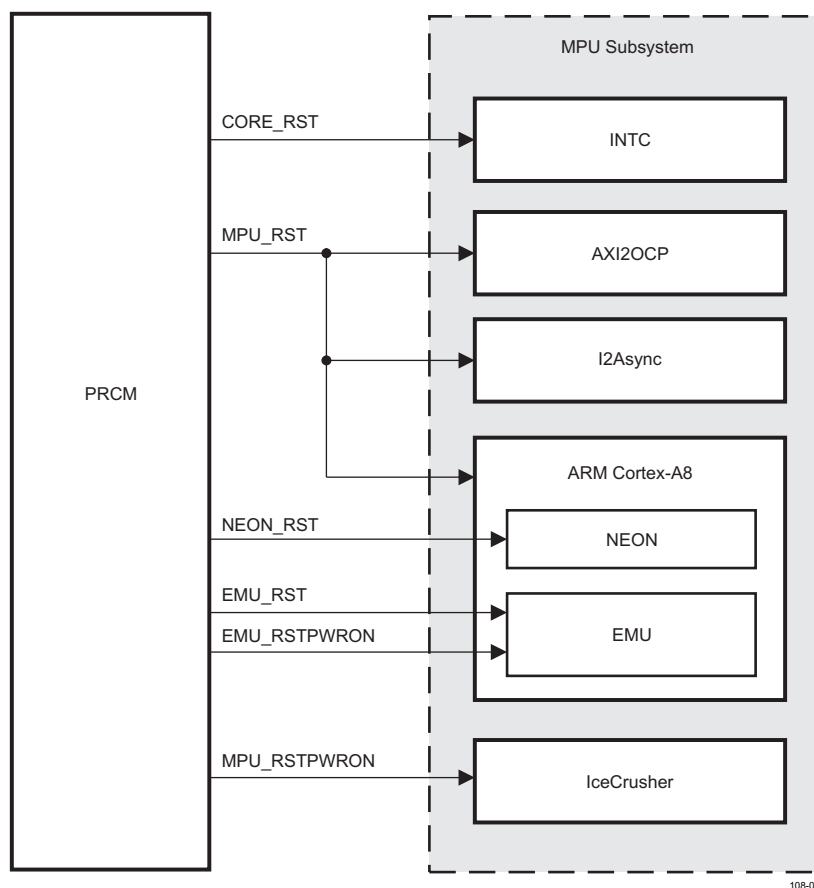 MPU Subsystem
CORE_RST
INTC
MPU_RST
AXI2OCP
I2Async
PRCM
ARM Cortex-A8
NEON_RST
NEON
EMU_RST
EMU_RSTPWRON
EMU
MPU_RSTPWRON
IceCrusher